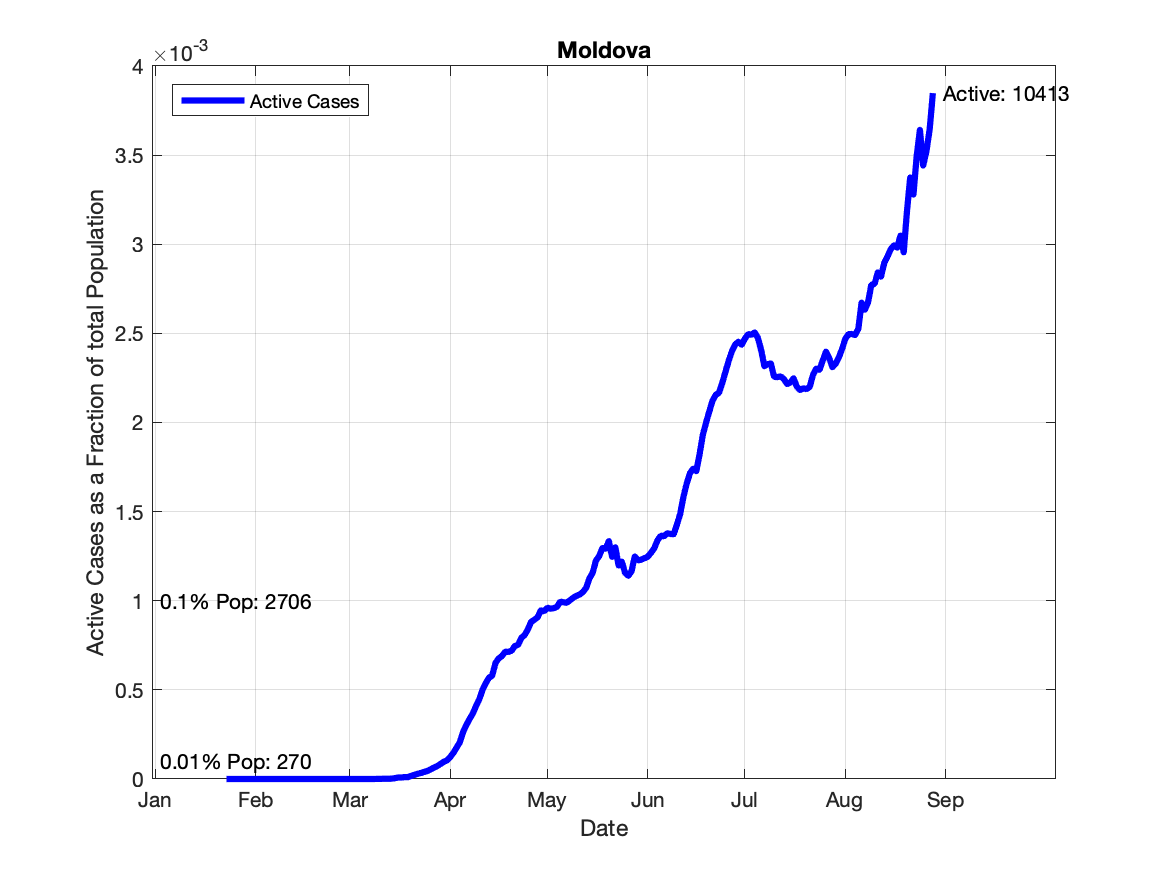 Moldova
×10-3
Active Cases
Active: 10413
4
3.5
3
2.5
2
1.5
1
0.5
0
0.1% Pop: 2706
0.01% Pop: 270
Active Cases as a Fraction of total Population
Jan Feb Mar Apr May Jun Jul Aug Sep
Date